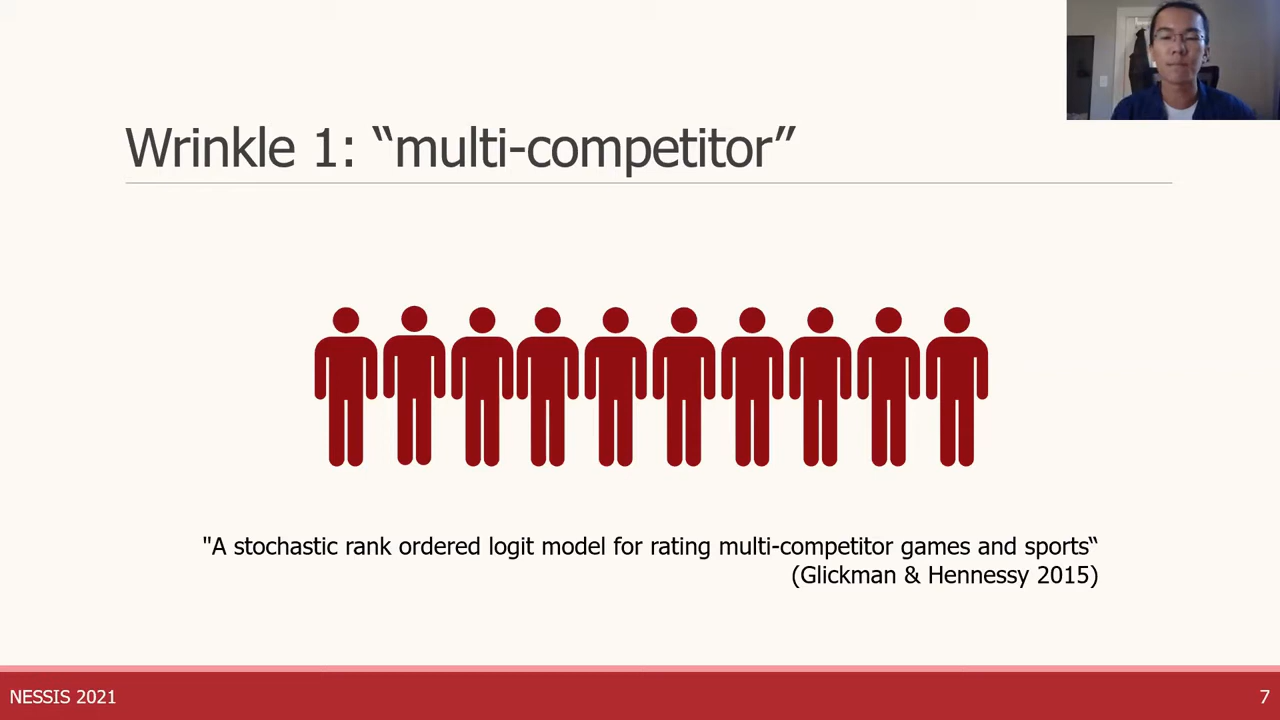 Wrinkle 1: “multi-competitor”
"A stochastic rank ordered logit model for rating multi-competitor games and sports“
(Glickman & Hennessy 2015)
NESSIS 2021
7